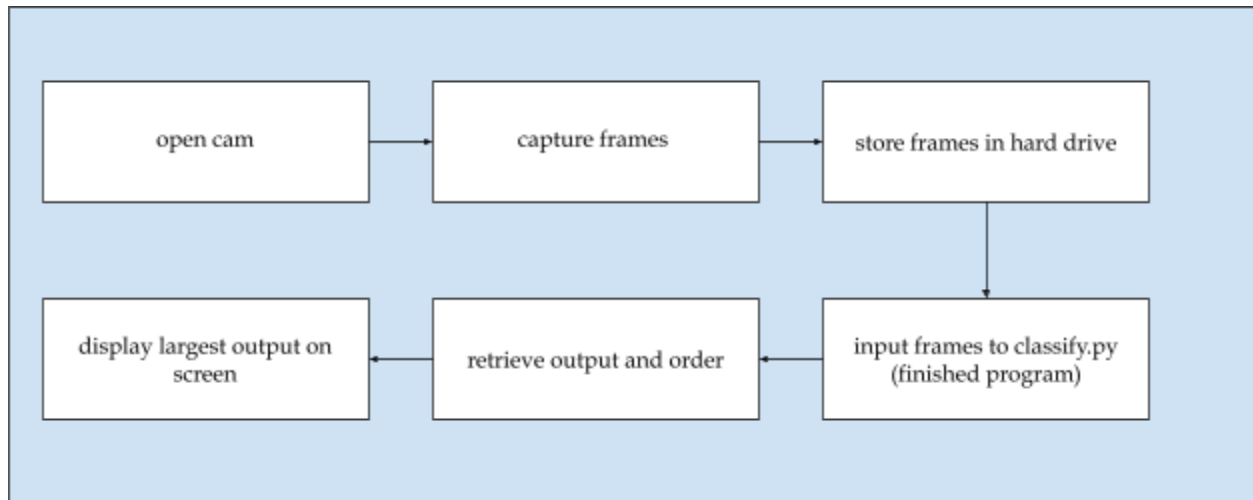 open cam
capture frames
store frames in hard drive
input frames to classify.py
(finished program)
retrieve output and order
display largest output on
screen